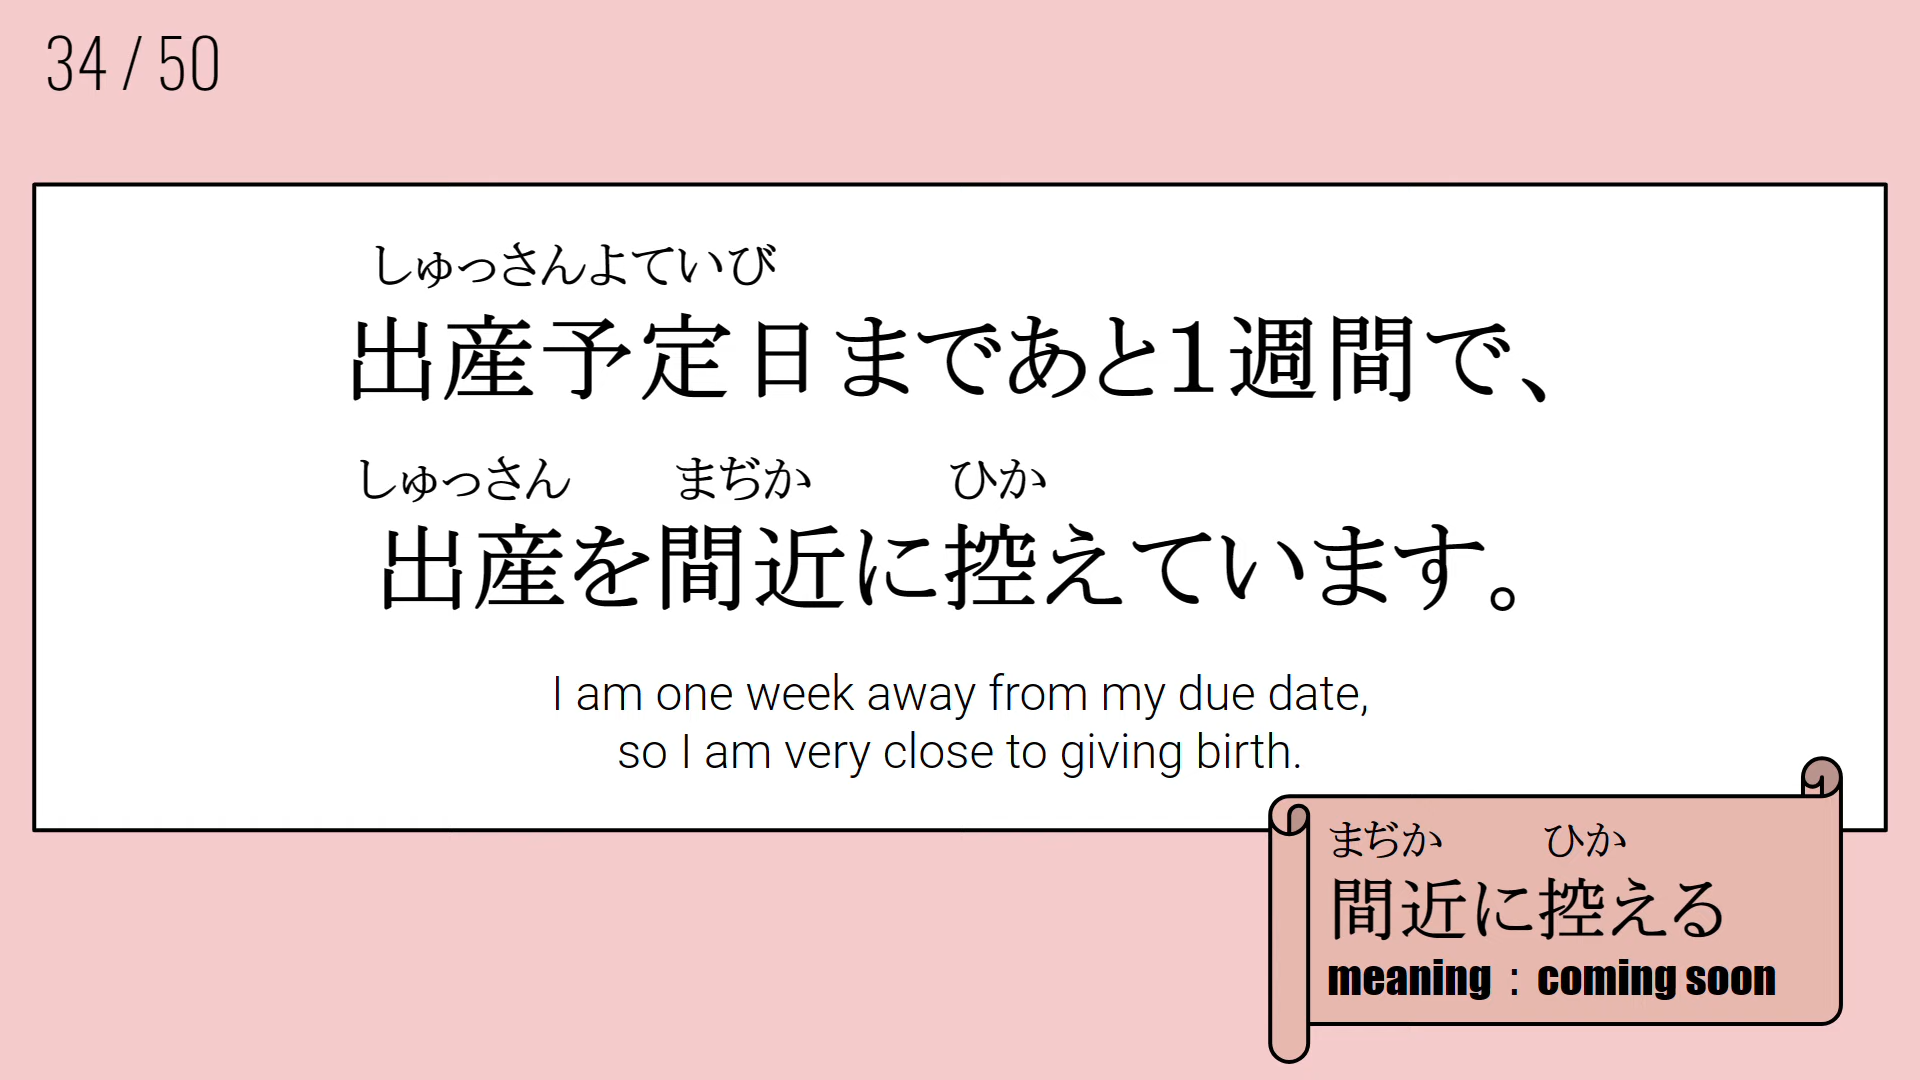 34 / 50
しゅっさんよていび
出産予定日まであと1週間で、
しゅっさん まぢか ひか
出産を間近に控えています。
I am one week away from my due date,
so I am very close to giving birth.
まぢか ひか
間近に控える
meaning：coming soon